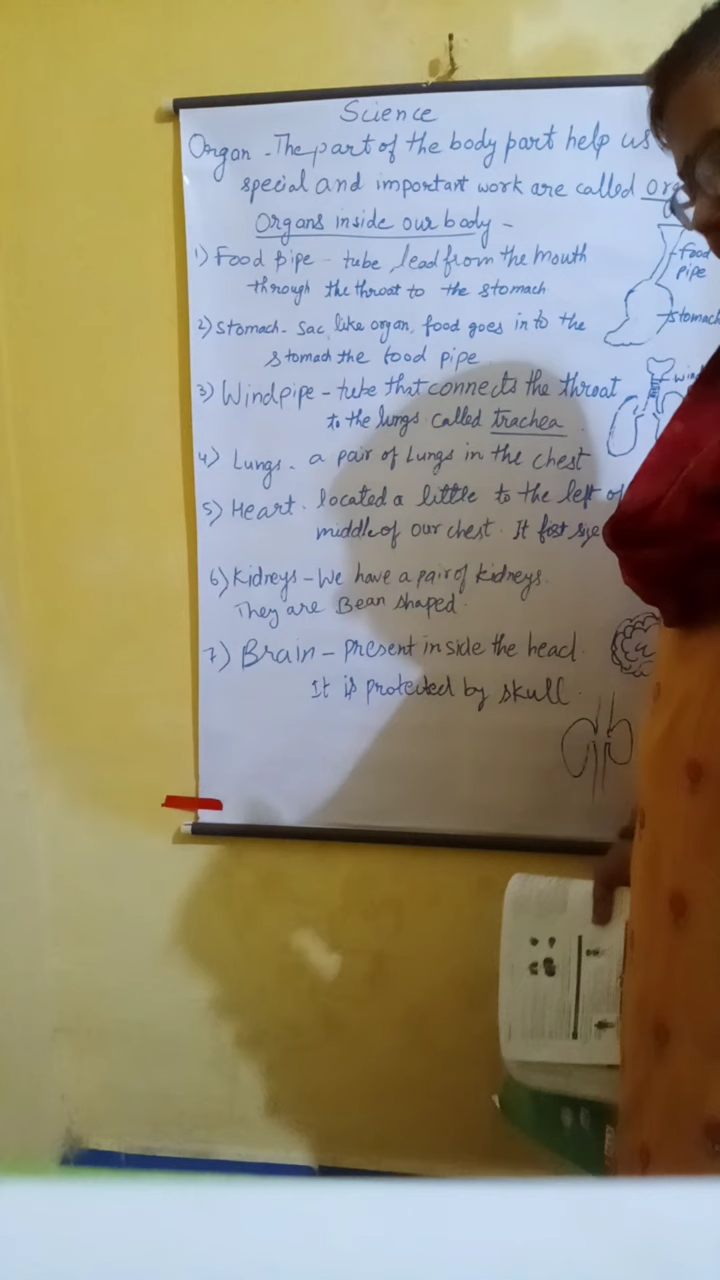 Science
Organ - The part of the body part help us
special and important work are called org
Organs inside our body -
1) Food pipe - tube, lead from the mouth
through the throat to the stomach
2) Stomach - Sac, like organ, food goes in to the
stomach the food pipe
3) Windpipe - tube that connects the throat
to the lungs called trachea
4) Lungs - a pair of Lungs in the chest
5) Heart - located a little to the left of
middle of our chest. It fist size
6) Kidneys - We have a pair of kidneys.
They are Bean shaped.
7) Brain - present inside the head.
It is protected by skull.
food
pipe
stomach
wind